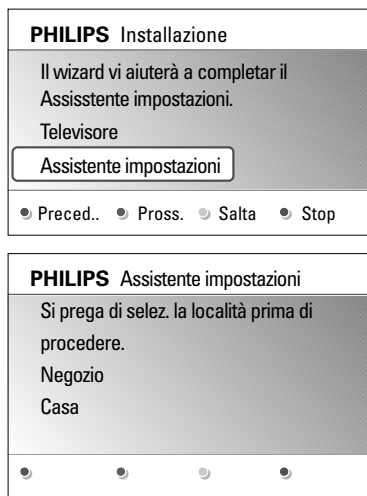 PHILIPS Installazione
Il wizard vi aiuterà a completar il
Assisstente impostazioni.
Televisore
Assistente impostazioni
Preced.. Pross. Salta Stop
PHILIPS Assistente impostazioni
Si prega di selez. la località prima di
procedere.
Negozio
Casa